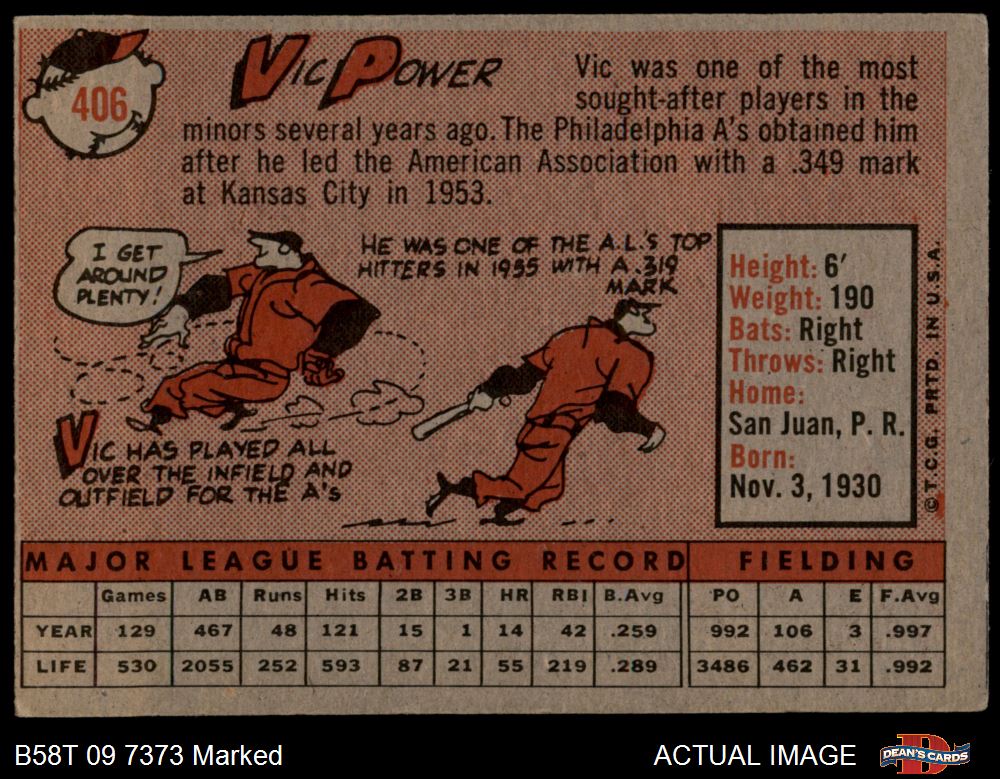 406
VIC POWER
Vic was one of the most
sought-after players in the
minors several years ago. The Philadelphia A's obtained him
after he led the American Association with a .349 mark
at Kansas City in 1953.
I GET
AROUND
PLENTY!
HE WAS ONE OF THE A.L.'S TOP
HITTERS IN 1955 WITH A .319
MARK
VIC HAS PLAYED ALL
OVER THE INFIELD AND
OUTFIELD FOR THE A'S
Height: 6'
Weight: 190
Bats: Right
Throws: Right
Home:
San Juan, P. R.
Born:
Nov. 3, 1930
© T.C.G. PRTD. IN U.S.A.
MAJOR LEAGUE BATTING RECORD FIELDING
Games AB Runs Hits 2B 3B HR RBI B.Avg PO A E F.Avg
YEAR 129 467 48 121 15 1 14 42 .259 992 106 3 .997
LIFE 530 2055 252 593 87 21 55 219 .289 3486 462 31 .992
B58T 09 7373 Marked
ACTUAL IMAGE
DEAN'S CARDS